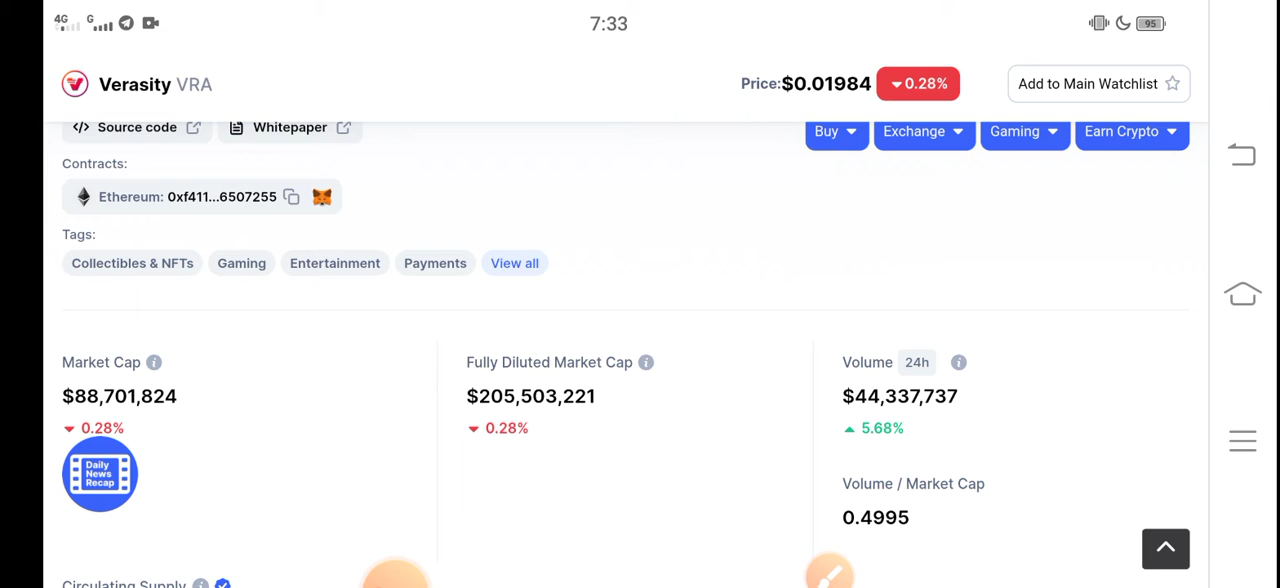 4G G 7:33 95
Verasity VRA Price:$0.01984 0.28% Add to Main Watchlist
</> Source code Whitepaper Buy Exchange Gaming Earn Crypto
Contracts:
Ethereum: 0xf411...6507255
Tags:
Collectibles & NFTs Gaming Entertainment Payments View all
Market Cap i Fully Diluted Market Cap i Volume 24h i
$88,701,824 $205,503,221 $44,337,737
0.28% 0.28% 5.68%
Daily
News
Recap
Volume / Market Cap
0.4995
Circulating Supply i